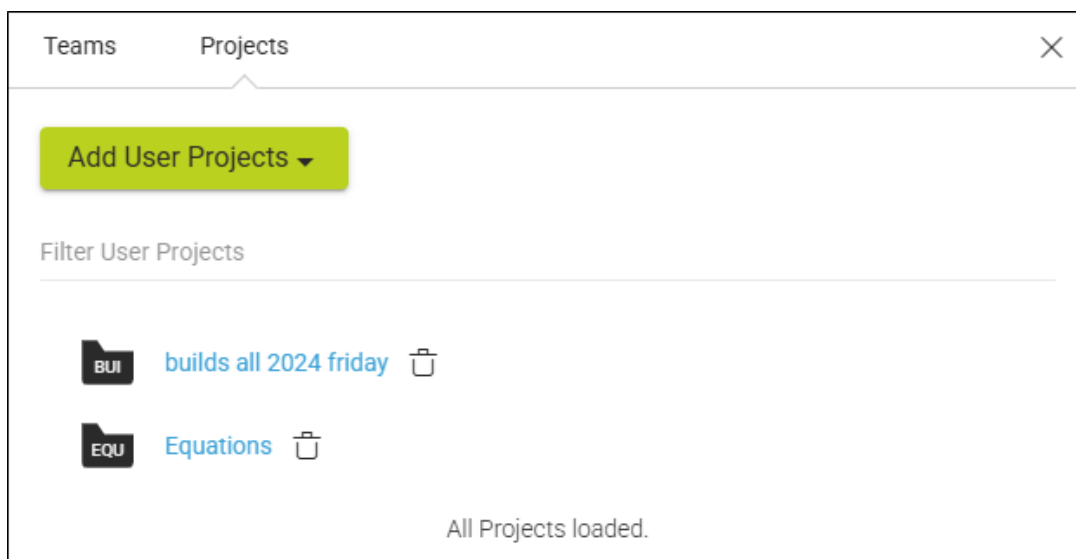 Teams Projects
Add User Projects
Filter User Projects
BUI builds all 2024 friday
EQU Equations
All Projects loaded.